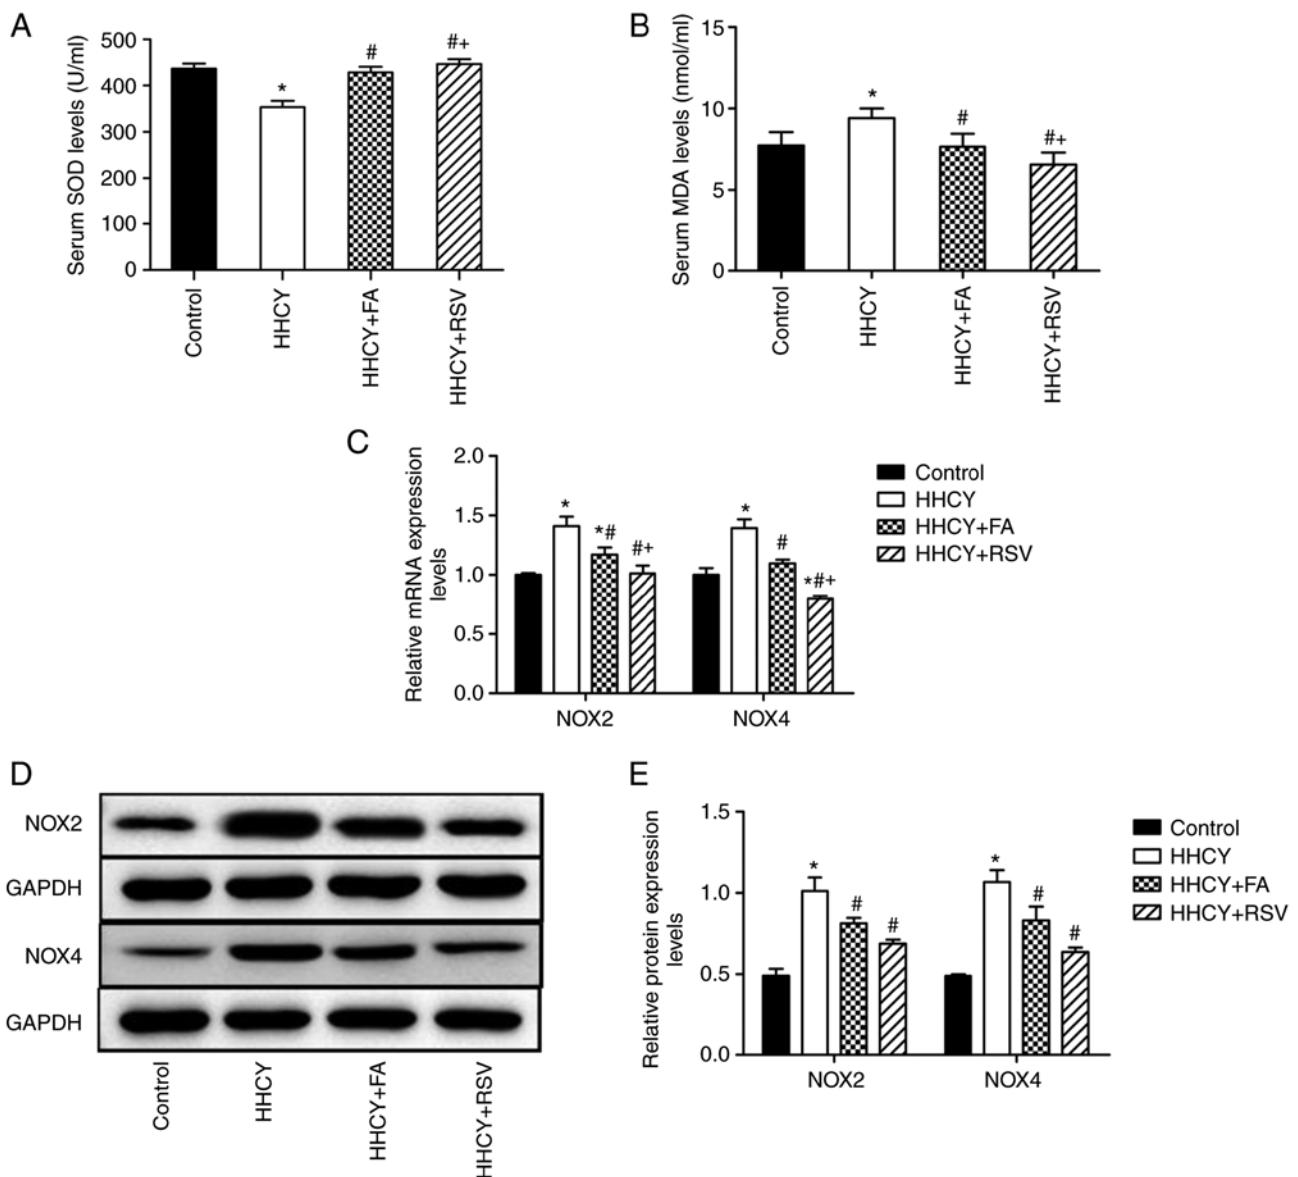 A
Serum SOD levels (U/ml)
500
400
300
200
100
0
*
#
#+
Control
HHCY
HHCY+FA
HHCY+RSV
B
Serum MDA levels (nmol/ml)
15
10
5
0
*
#
#+
Control
HHCY
HHCY+FA
HHCY+RSV
C
Relative mRNA expression
levels
2.0
1.5
1.0
0.5
0.0
*
*#
#+
*
#
*#+
NOX2
NOX4
Control
HHCY
HHCY+FA
HHCY+RSV
D
NOX2
GAPDH
NOX4
GAPDH
Control
HHCY
HHCY+FA
HHCY+RSV
E
Relative protein expression
levels
1.5
1.0
0.5
0.0
*
#
#
*
#
#
NOX2
NOX4
Control
HHCY
HHCY+FA
HHCY+RSV